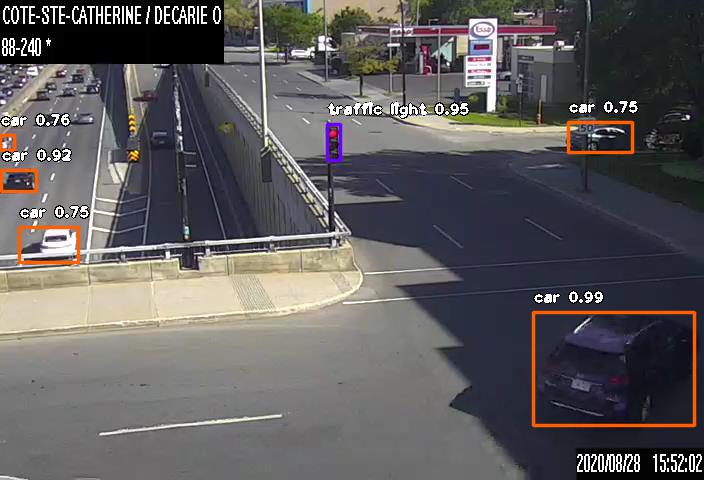 COTE-STE-CATHERINE / DECARIE O
88-240 *
Esso
traffic light 0.95
car 0.75
car 0.76
car 0.92
car 0.75
car 0.99
2020/08/28 15:52:02